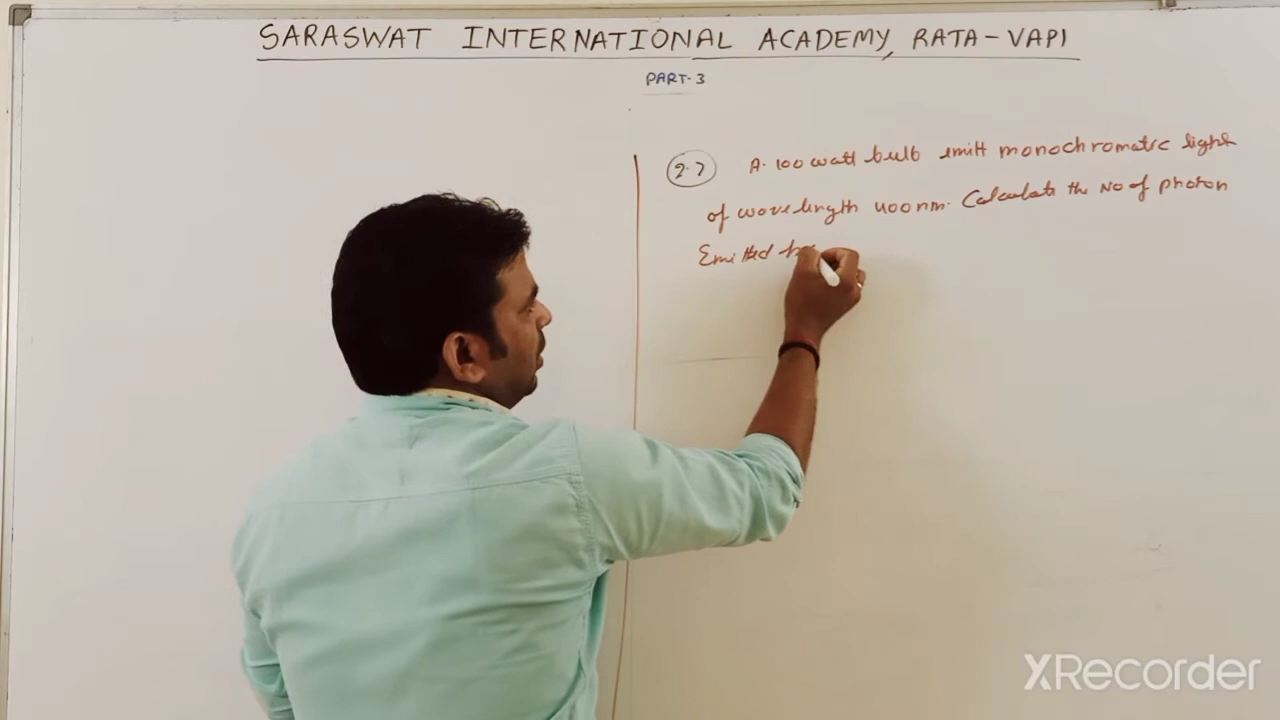 SARASWAT INTERNATIONAL ACADEMY, RATA-VAPI
PART-3
2.7 A. 100 watt bulb emitt monochromatic light
of wavelength 400nm. Calculate the No of photon
Emitted
XRecorder